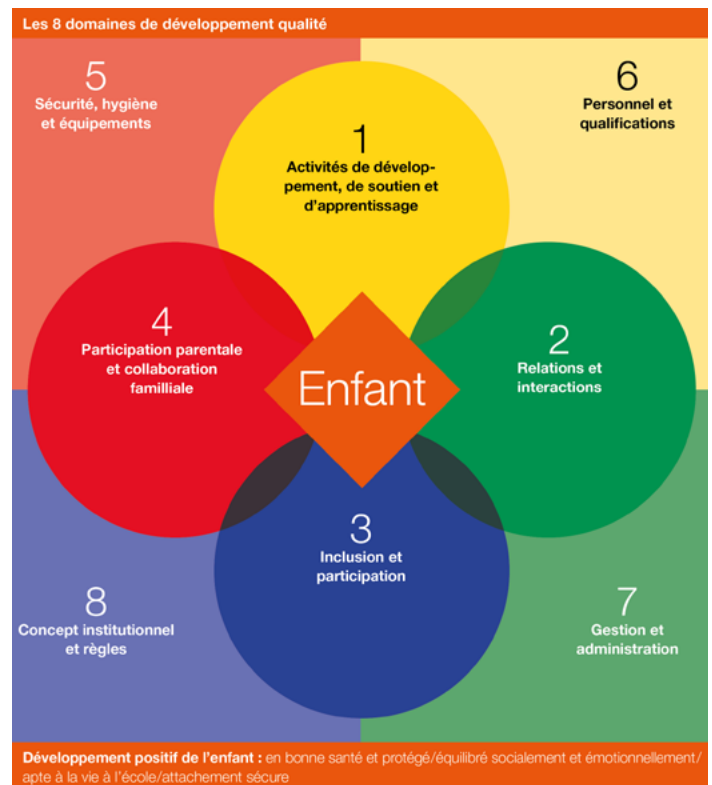 Les 8 domaines de développement qualité
5
Sécurité, hygiène
et équipements
6
Personnel et
qualifications
1
Activités de dévelop-
pement, de soutien et
d'apprentissage
4
Participation parentale
et collaboration
familliale
Enfant
2
Relations et
interactions
3
Inclusion et
participation
8
Concept institutionnel
et règles
7
Gestion et
administration
Développement positif de l'enfant : en bonne santé et protégé/équilibré socialement et émotionnellement/
apte à la vie à l'école/attachement sécure